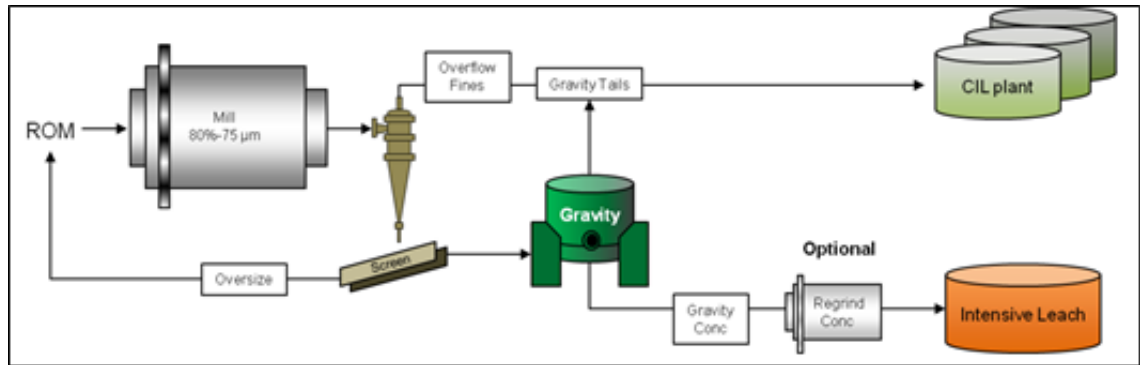 Overflow
Fines
Gravity Tails
CIL plant
Mill
80%-75 µm
ROM
Gravity
Optional
Screen
Oversize
Gravity
Conc
Regrind
Conc
Intensive Leach